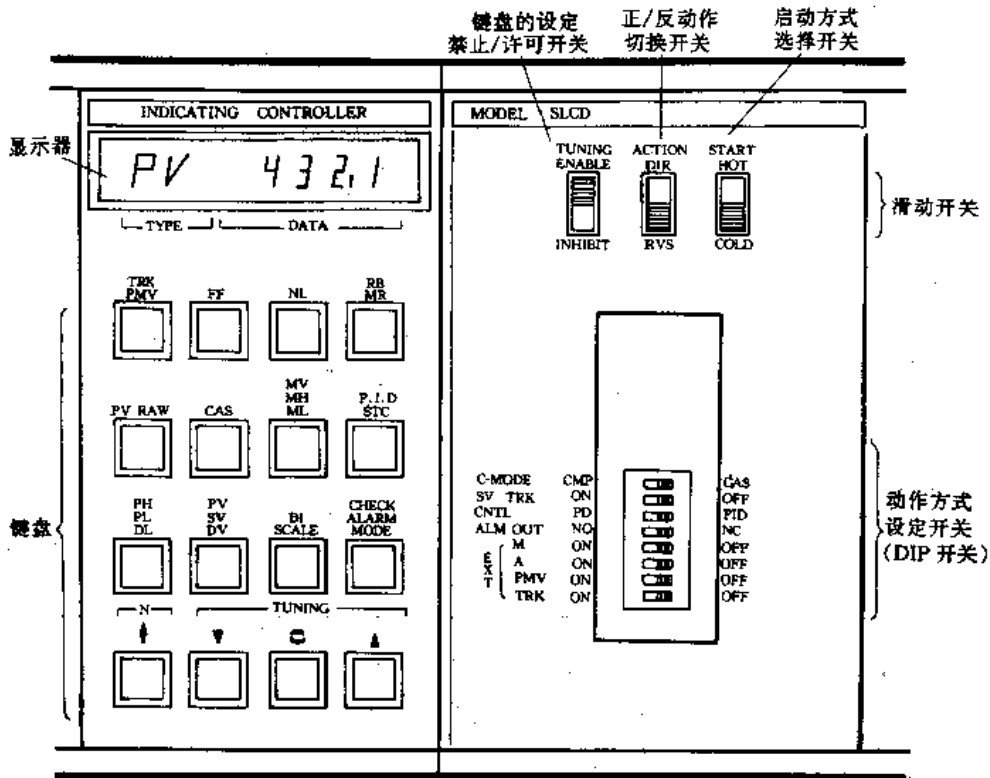 键盘的设定
禁止/许可开关
正/反动作
切换开关
启动方式
选择开关
INDICATING CONTROLLER
MODEL SLCD
显示器
PV 432.1
TYPE DATA
TUNING
ENABLE
INHIBIT
ACTION
DIR
RVS
START
HOT
COLD
滑动开关
TRK
PMV
FF
NL
RB
MR
PV RAW
CAS
MV
MH
ML
P.I.D
STC
键盘
PH
PL
DL
PV
SV
DV
BI
SCALE
CHECK
ALARM
MODE
N
TUNING
C-MODE CMP GAS
SV TRK ON OFF
CNTL PD PID
ALM OUT NO NC
EXT
M ON OFF
A ON OFF
PMV ON OFF
TRK ON OFF
动作方式
设定开关
(DIP 开关)